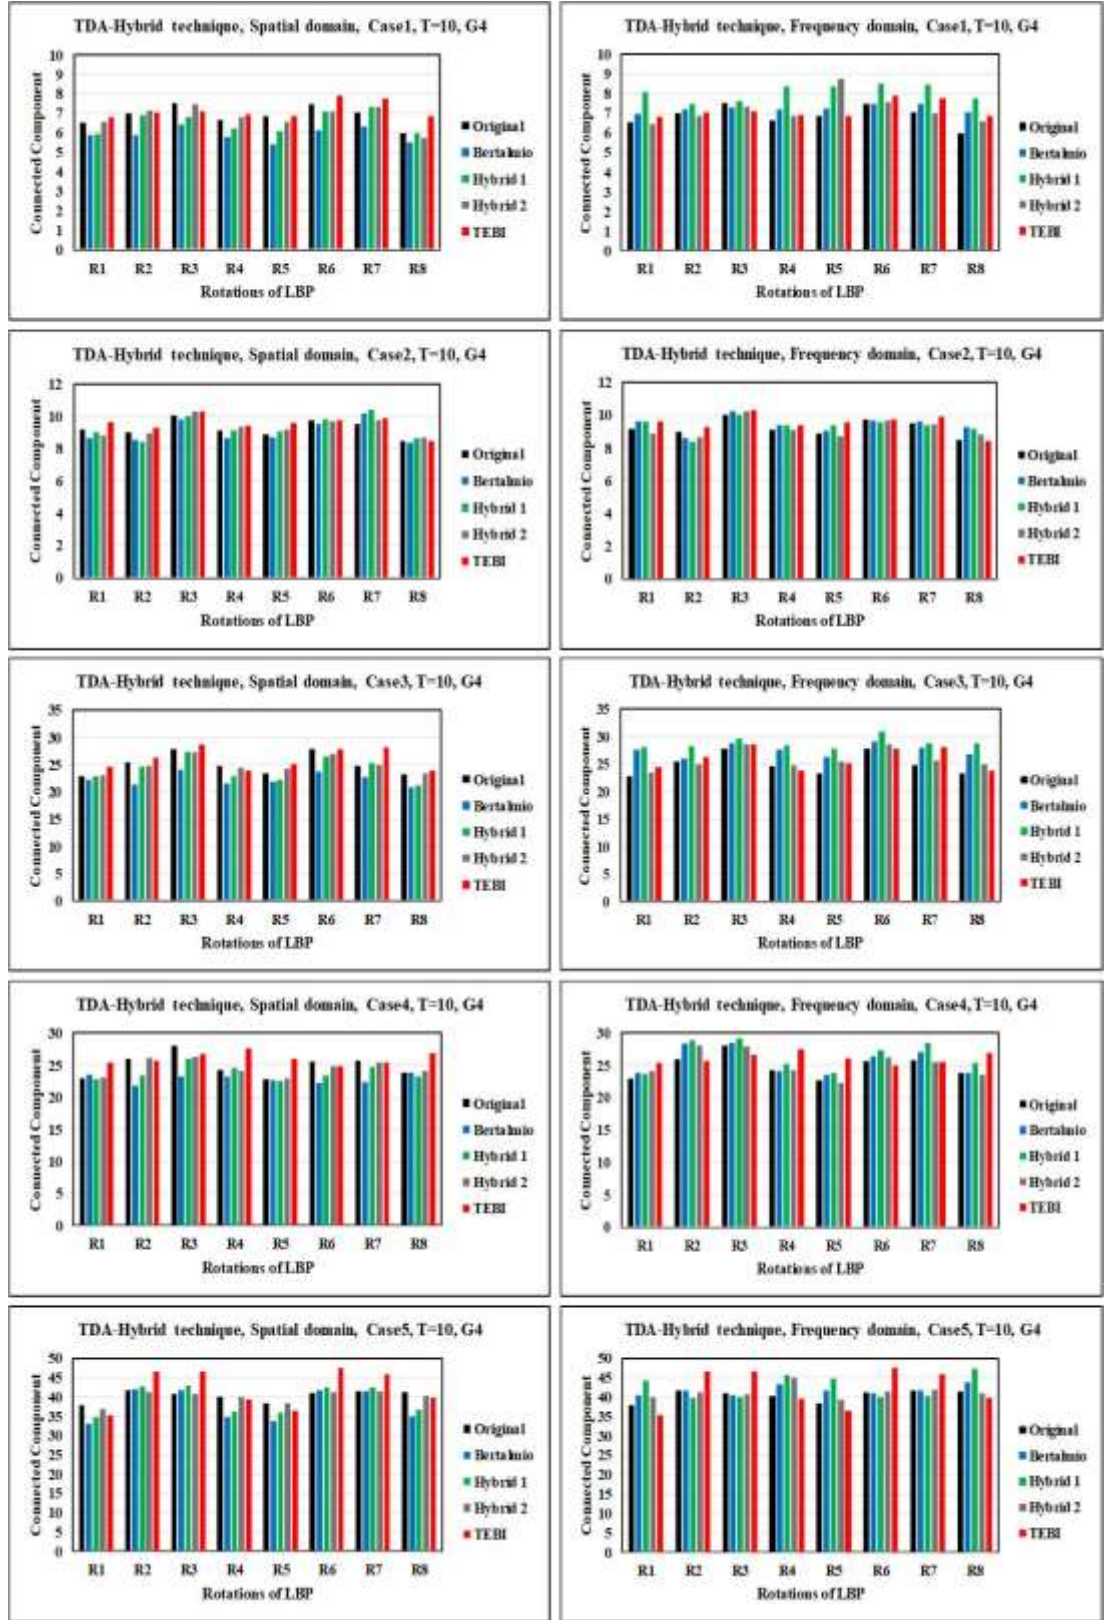 TDA-Hybrid technique, Spatial domain, Case1, T=10, G4
Connected Component
10
9
8
7
6
5
4
3
2
1
0
R1 R2 R3 R4 R5 R6 R7 R8
Rotations of LBP
Original
Bertalmio
Hybrid 1
Hybrid 2
TEBI
TDA-Hybrid technique, Frequency domain, Case1, T=10, G4
Connected Component
10
9
8
7
6
5
4
3
2
1
0
R1 R2 R3 R4 R5 R6 R7 R8
Rotations of LBP
Original
Bertalmio
Hybrid 1
Hybrid 2
TEBI
TDA-Hybrid technique, Spatial domain, Case2, T=10, G4
Connected Component
12
10
8
6
4
2
0
R1 R2 R3 R4 R5 R6 R7 R8
Rotations of LBP
Original
Bertalmio
Hybrid 1
Hybrid 2
TEBI
TDA-Hybrid technique, Frequency domain, Case2, T=10, G4
Connected Component
12
10
8
6
4
2
0
R1 R2 R3 R4 R5 R6 R7 R8
Rotations of LBP
Original
Bertalmio
Hybrid 1
Hybrid 2
TEBI
TDA-Hybrid technique, Spatial domain, Case3, T=10, G4
Connected Component
35
30
25
20
15
10
5
0
R1 R2 R3 R4 R5 R6 R7 R8
Rotations of LBP
Original
Bertalmio
Hybrid 1
Hybrid 2
TEBI
TDA-Hybrid technique, Frequency domain, Case3, T=10, G4
Connected Component
35
30
25
20
15
10
5
0
R1 R2 R3 R4 R5 R6 R7 R8
Rotations of LBP
Original
Bertalmio
Hybrid 1
Hybrid 2
TEBI
TDA-Hybrid technique, Spatial domain, Case4, T=10, G4
Connected Component
30
25
20
15
10
5
0
R1 R2 R3 R4 R5 R6 R7 R8
Rotations of LBP
Original
Bertalmio
Hybrid 1
Hybrid 2
TEBI
TDA-Hybrid technique, Frequency domain, Case4, T=10, G4
Connected Component
30
25
20
15
10
5
0
R1 R2 R3 R4 R5 R6 R7 R8
Rotations of LBP
Original
Bertalmio
Hybrid 1
Hybrid 2
TEBI
TDA-Hybrid technique, Spatial domain, Case5, T=10, G4
Connected Component
50
45
40
35
30
25
20
15
10
5
0
R1 R2 R3 R4 R5 R6 R7 R8
Rotations of LBP
Original
Bertalmio
Hybrid 1
Hybrid 2
TEBI
TDA-Hybrid technique, Frequency domain, Case5, T=10, G4
Connected Component
50
45
40
35
30
25
20
15
10
5
0
R1 R2 R3 R4 R5 R6 R7 R8
Rotations of LBP
Original
Bertalmio
Hybrid 1
Hybrid 2
TEBI